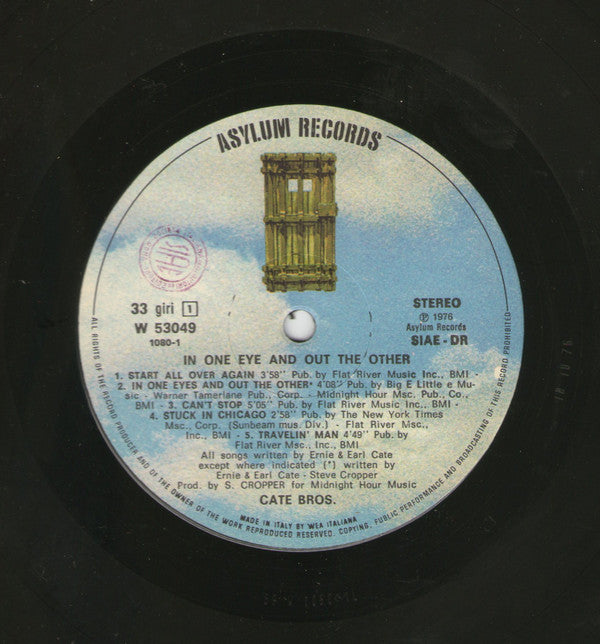 ASYLUM RECORDS
SIAE
33 giri 1
W 53049
1080-1
STEREO
℗ 1976
Asylum Records
SIAE - DR
IN ONE EYE AND OUT THE OTHER
1. START ALL OVER AGAIN 3'58" Pub. by Flat River Music Inc., BMI -
2. IN ONE EYES AND OUT THE OTHER* 4'08" Pub. by Big E Little e Mu-
sic - Warner Tamerlane Pub., Corp. - Midnight Hour Msc. Pub., Co.,
BMI - 3. CAN'T STOP 5'05" Pub. by Flat River Music Inc., BMI -
4. STUCK IN CHICAGO 2'58" Pub. by The New York Times
Msc., Corp. (Sunbeam mus. Div.) - Flat River Msc.,
Inc., BMI - 5. TRAVELIN' MAN 4'49" Pub. by
Flat River Msc., Inc., BMI
All songs written by Ernie & Earl Cate
except where indicated (*) written by
Ernie & Earl Cate - Steve Cropper
Prod. by S. CROPPER for Midnight Hour Music
CATE BROS.
MADE IN ITALY BY WEA ITALIANA
ALL RIGHTS OF THE RECORD PRODUCER AND OF THE OWNER OF THE WORK REPRODUCED RESERVED. COPYING, PUBLIC PERFORMANCE AND BROADCASTING OF THIS RECORD PROHIBITED